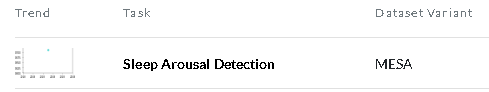 Trend Task Dataset Variant
Sleep Arousal Detection MESA